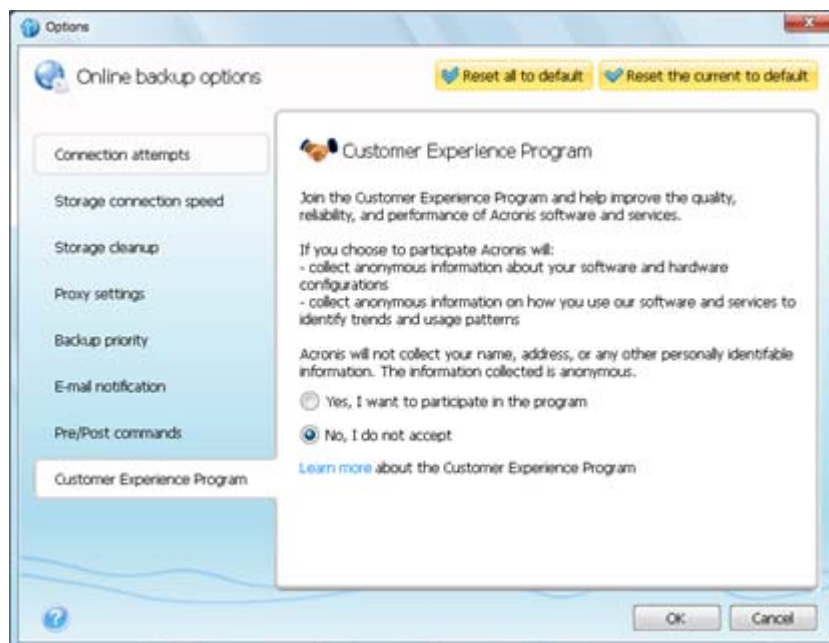 Options
Online backup options
Reset all to default
Reset the current to default
Connection attempts
Storage connection speed
Storage cleanup
Proxy settings
Backup priority
E-mail notification
Pre/Post commands
Customer Experience Program
Customer Experience Program
Join the Customer Experience Program and help improve the quality,
reliability, and performance of Acronis software and services.
If you choose to participate Acronis will:
- collect anonymous information about your software and hardware
configurations
- collect anonymous information on how you use our software and services to
identify trends and usage patterns
Acronis will not collect your name, address, or any other personally identifable
information. The information collected is anonymous.
Yes, I want to participate in the program
No, I do not accept
Learn more about the Customer Experience Program
OK
Cancel